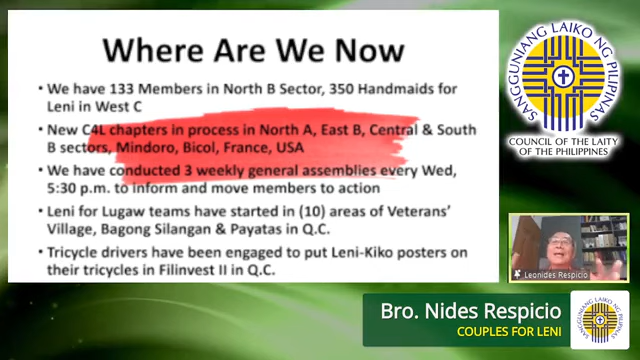 Where Are We Now
• We have 133 Members in North B Sector, 350 Handmaids for
Leni in West C
• New C4L chapters in process in North A, East B, Central & South
B sectors, Mindoro, Bicol, France, USA
• We have conducted 3 weekly general assemblies every Wed,
5:30 p.m. to inform and move members to action
• Leni for Lugaw teams have started in (10) areas of Veterans'
Village, Bagong Silangan & Payatas in Q.C.
• Tricycle drivers have been engaged to put Leni-Kiko posters on
their tricycles in Filinvest II in Q.C.
SANGGUNIANG LAIKO NG PILIPINAS
COUNCIL OF THE LAITY
OF THE PHILIPPINES
Leonides Respicio
Bro. Nides Respicio
COUPLES FOR LENI
SANGGUNIANG LAIKO NG PILIPINAS